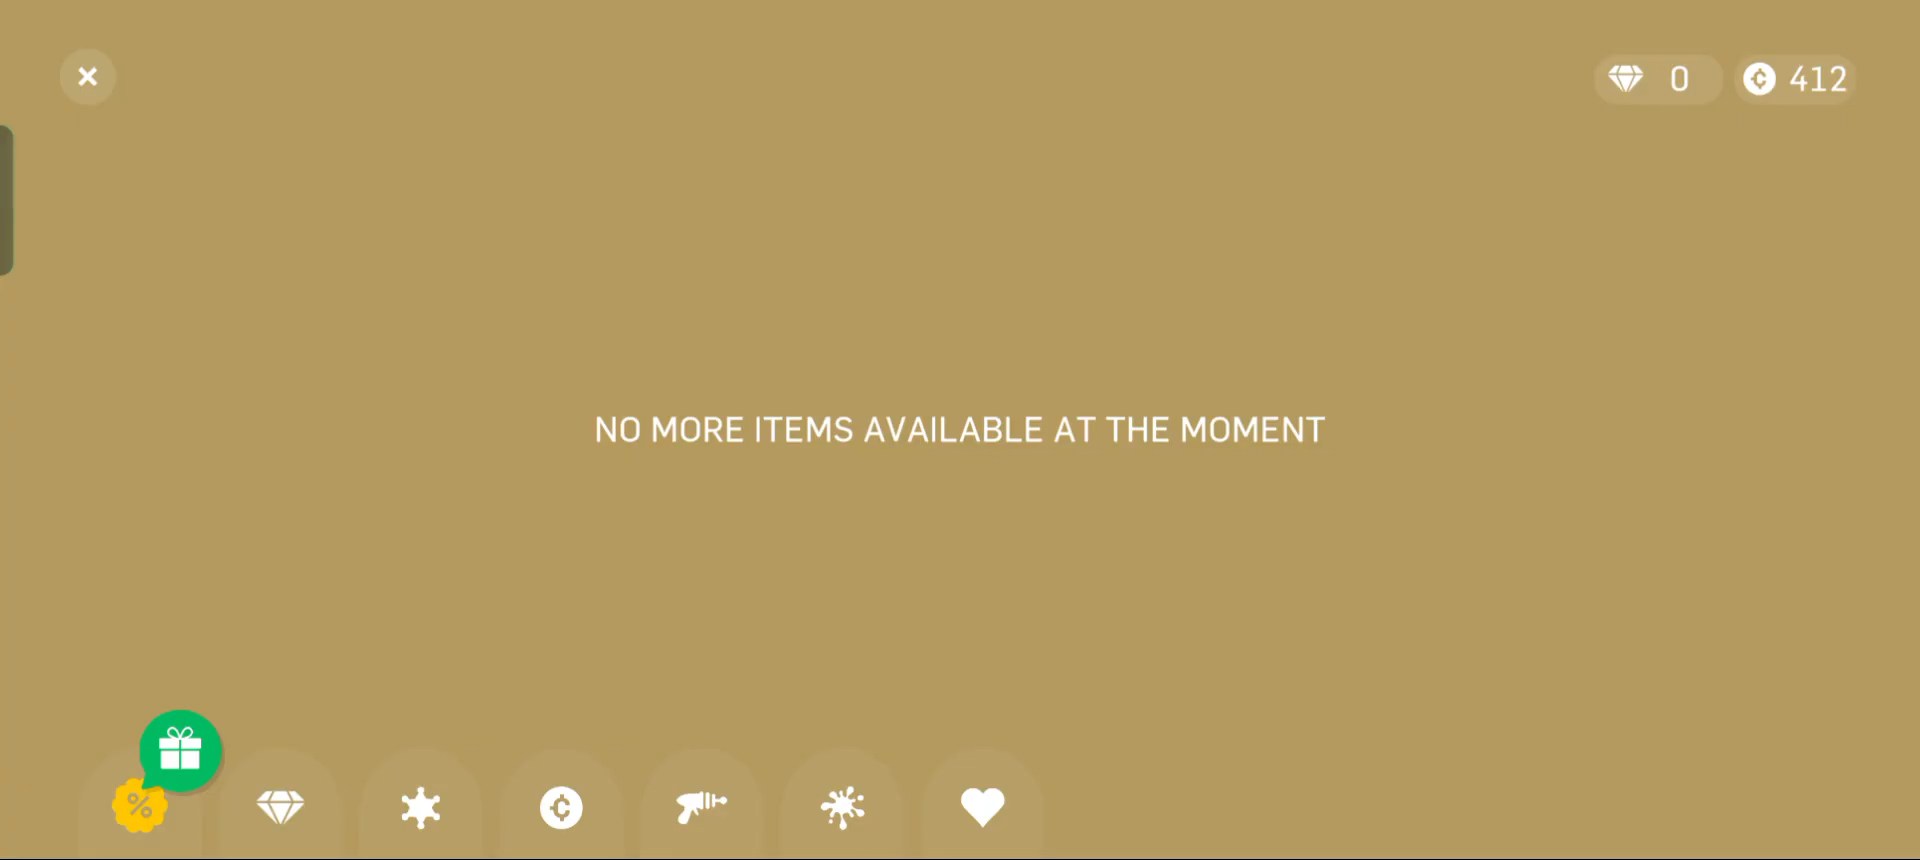 0 412
NO MORE ITEMS AVAILABLE AT THE MOMENT
%